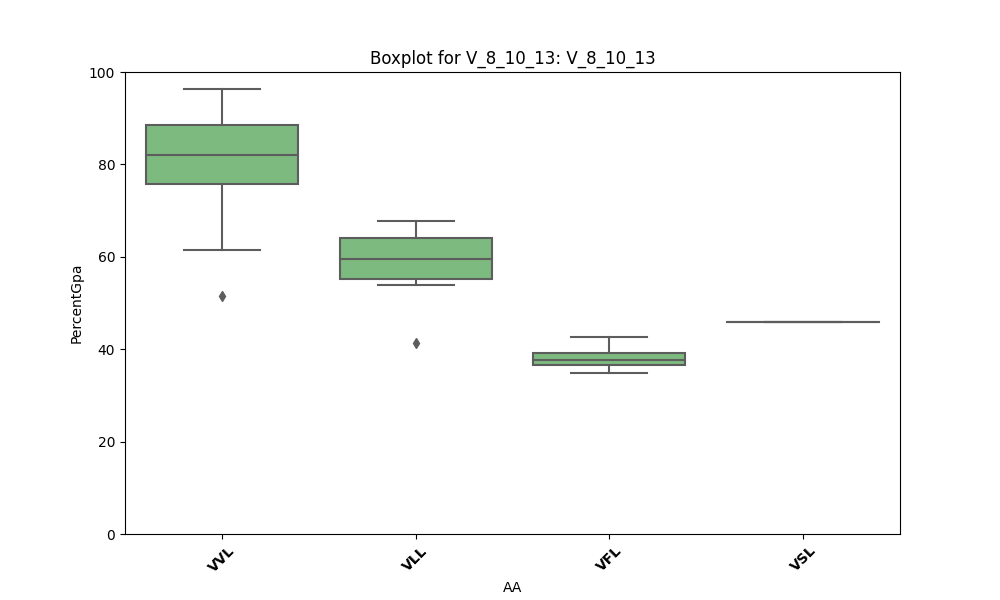 Boxplot for V_8_10_13: V_8_10_13
100
80
60
40
20
0
PercentGpa
VVL
VLL
VFL
VSL
AA